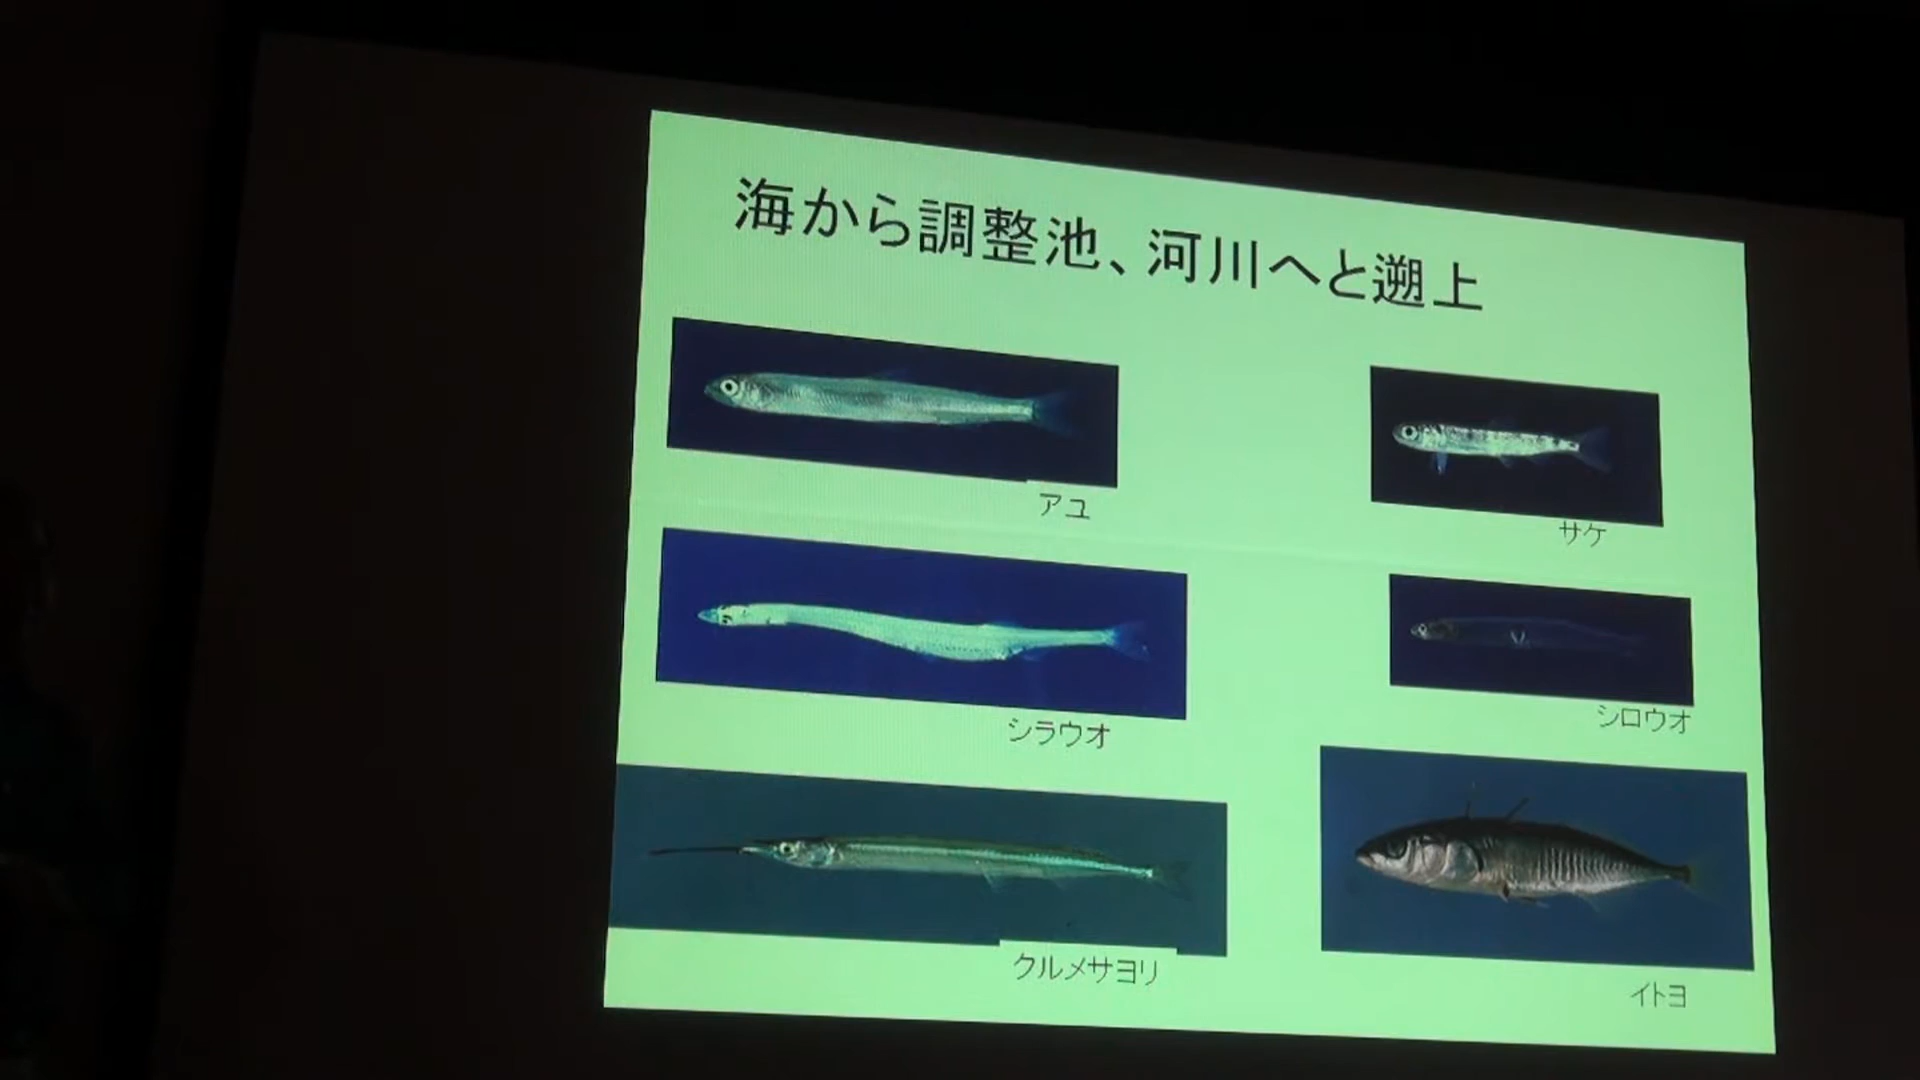 海から調整池、河川へと遡上
アユ
サケ
シラウオ
シロウオ
クルメサヨリ
イトヨ